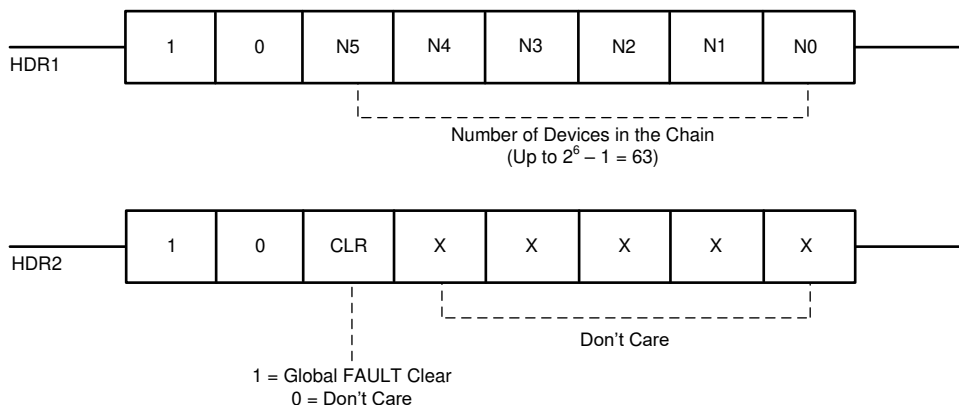 1 0 N5 N4 N3 N2 N1 N0
HDR1
Number of Devices in the Chain
(Up to 2⁶ – 1 = 63)
1 0 CLR X X X X X
HDR2
Don't Care
1 = Global FAULT Clear
0 = Don't Care